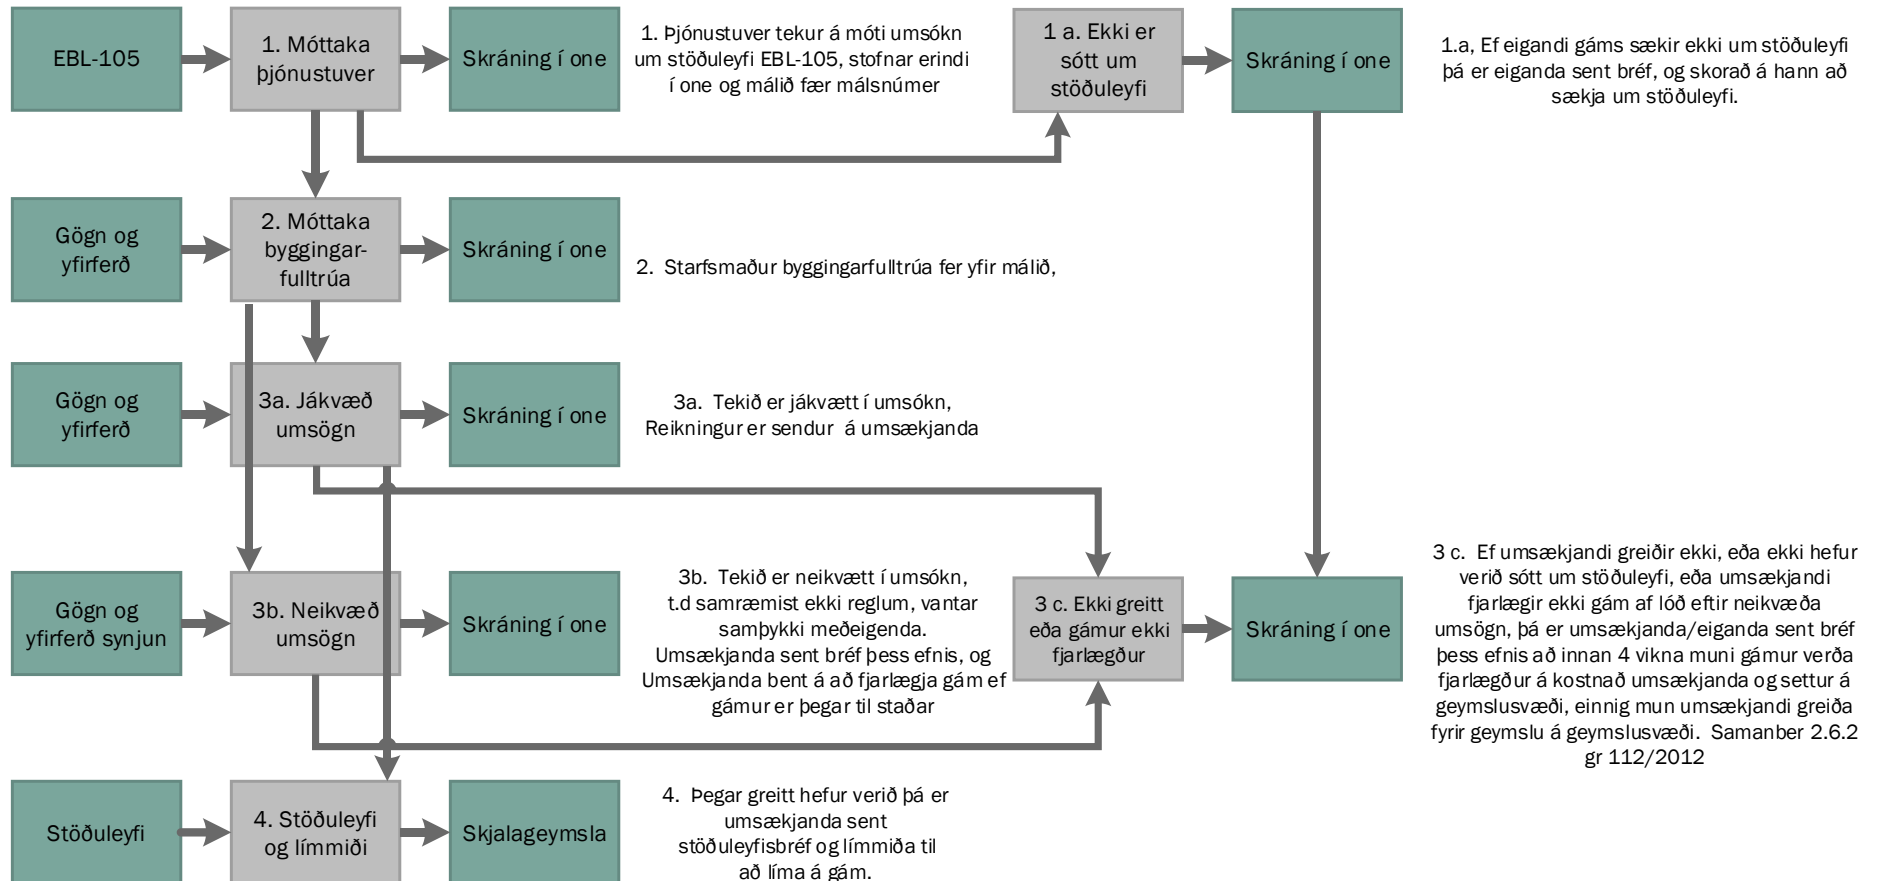 EBL-105
1. Móttaka
þjónustuver
Skráning í one
1. Þjónustuver tekur á móti umsókn
um stöðuleyfi EBL-105, stofnar erindi
í one og málið fær málsnúmer
1 a. Ekki er
sótt um
stöðuleyfi
Skráning í one
1.a, Ef eigandi gáms sækir ekki um stöðuleyfi
þá er eiganda sent bréf, og skorað á hann að
sækja um stöðuleyfi.
Gögn og
yfirferð
2. Móttaka
byggingar-
fulltrúa
Skráning í one
2. Starfsmaður byggingarfulltrúa fer yfir málið,
Gögn og
yfirferð
3a. Jákvæð
umsögn
Skráning í one
3a. Tekið er jákvætt í umsókn,
Reikningur er sendur á umsækjanda
Gögn og
yfirferð synjun
3b. Neikvæð
umsögn
Skráning í one
3b. Tekið er neikvætt í umsókn,
t.d samræmist ekki reglum, vantar
samþykki meðeigenda.
Umsækjanda sent bréf þess efnis, og
Umsækjanda bent á að fjarlægja gám ef
gámur er þegar til staðar
3 c. Ekki greitt
eða gámur ekki
fjarlægður
Skráning í one
3 c. Ef umsækjandi greiðir ekki, eða ekki hefur
verið sótt um stöðuleyfi, eða umsækjandi
fjarlægir ekki gám af lóð eftir neikvæða
umsögn, þá er umsækjanda/eiganda sent bréf
þess efnis að innan 4 vikna muni gámur verða
fjarlægður á kostnað umsækjanda og settur á
geymslusvæði, einnig mun umsækjandi greiða
fyrir geymslu á geymslusvæði. Samanber 2.6.2
gr 112/2012
Stöðuleyfi
4. Stöðuleyfi
og límmiði
Skjalageymsla
4. Þegar greitt hefur verið þá er
umsækjanda sent
stöðuleyfisbréf og límmiða til
að líma á gám.